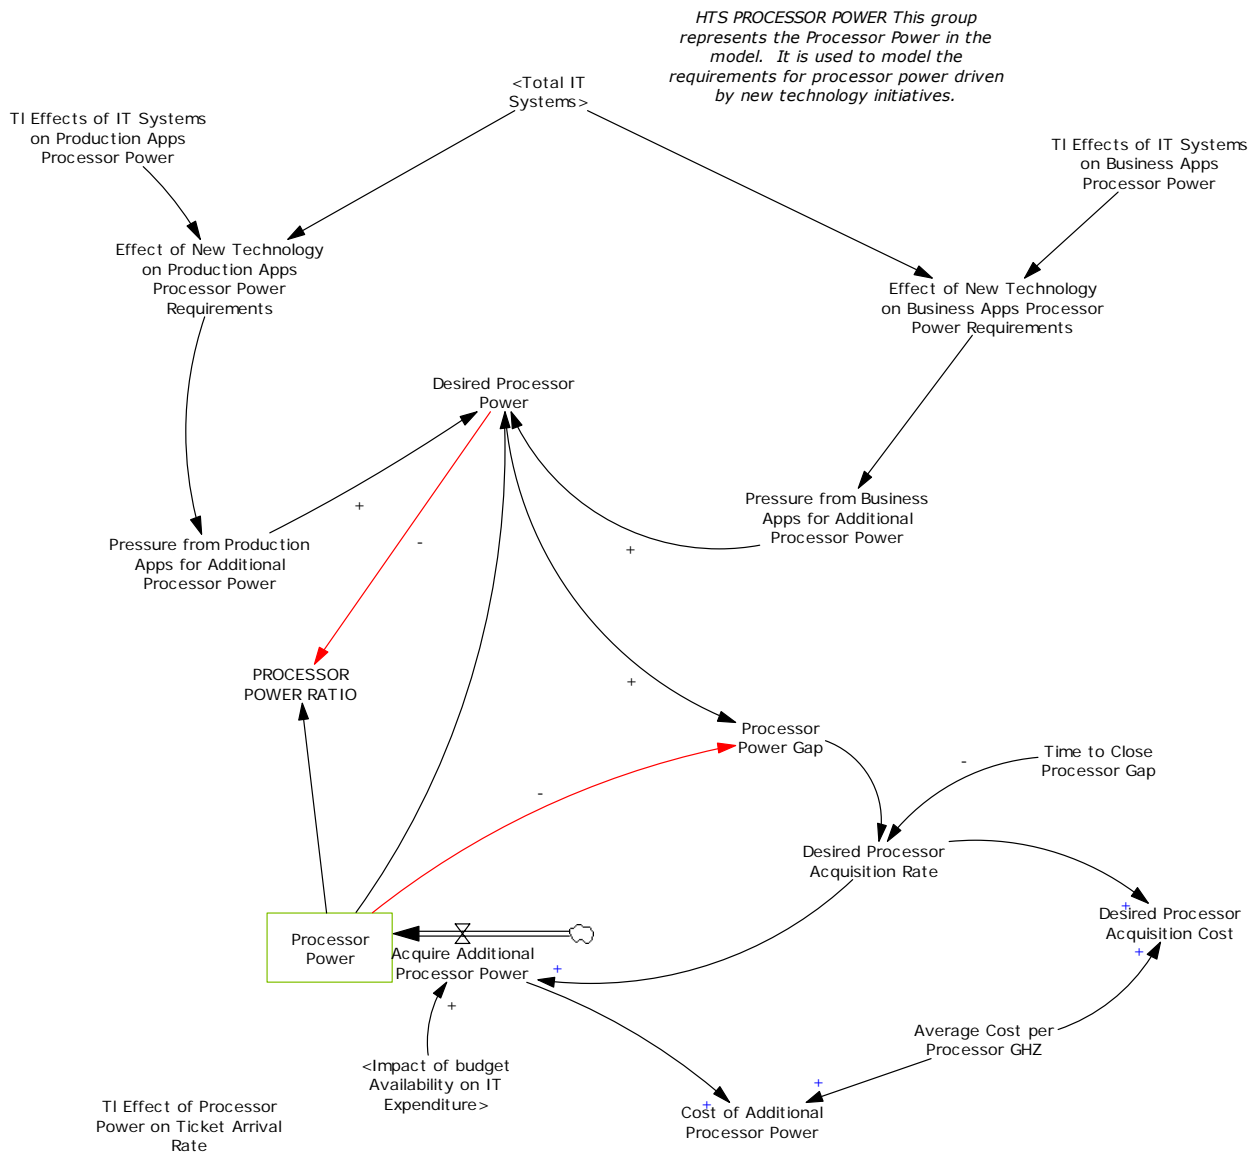 HTS PROCESSOR POWER This group
represents the Processor Power in the
model. It is used to model the
requirements for processor power driven
by new technology initiatives.
<Total IT
Systems>
TI Effects of IT Systems
on Production Apps
Processor Power
TI Effects of IT Systems
on Business Apps
Processor Power
Effect of New Technology
on Production Apps
Processor Power
Requirements
Effect of New Technology
on Business Apps Processor
Power Requirements
Desired Processor
Power
Pressure from Business
Apps for Additional
Processor Power
+
-
+
Pressure from Production
Apps for Additional
Processor Power
PROCESSOR
POWER RATIO
+
Processor
Power Gap
Time to Close
Processor Gap
-
-
Desired Processor
Acquisition Rate
+
Desired Processor
Acquisition Cost
+
Processor
Power
Acquire Additional
Processor Power
+
+
Average Cost per
Processor GHZ
<Impact of budget
Availability on IT
Expenditure>
+
+
Cost of Additional
Processor Power
TI Effect of Processor
Power on Ticket Arrival
Rate